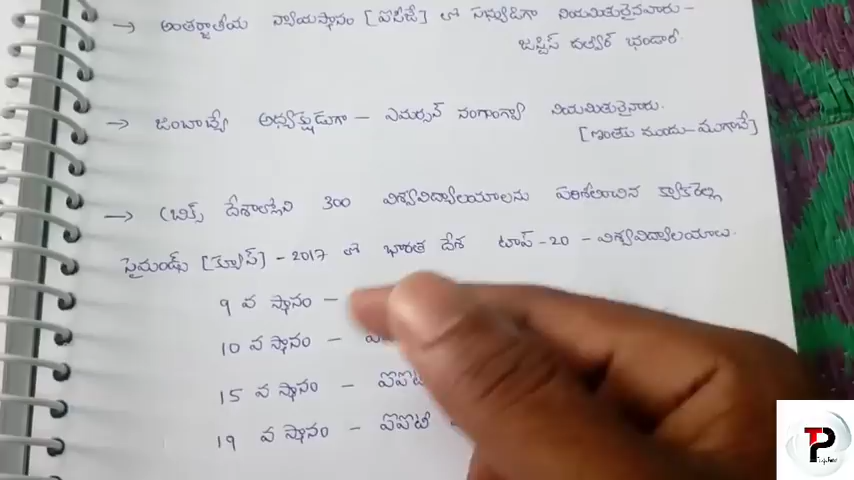 → అంతర్జాతీయ న్యాయస్థానం [ఐసీజే] లో సభ్యుడిగా నియమితులైనవారు -
జస్టిస్ దల్వీర్ భండారీ.
→ జింబాబ్వే అధ్యక్షుడుగా - ఎమర్సన్ నంగాంగ్వా నియమితులైనారు.
[ఇంతకు ముందు - ముగాబే]
→ బ్రిక్స్ దేశాల్లోని 300 విశ్వవిద్యాలయాలను పరిశీలించిన క్వాకరెల్లి
సైమండ్స్ [క్యూఎస్] - 2017 లో భారత దేశ టాప్ - 20 - విశ్వవిద్యాలయాలు.
9 వ స్థానం -
10 వ స్థానం -
15 వ స్థానం - ఐఐటీ
19 వ స్థానం - ఐఐటీ
TP